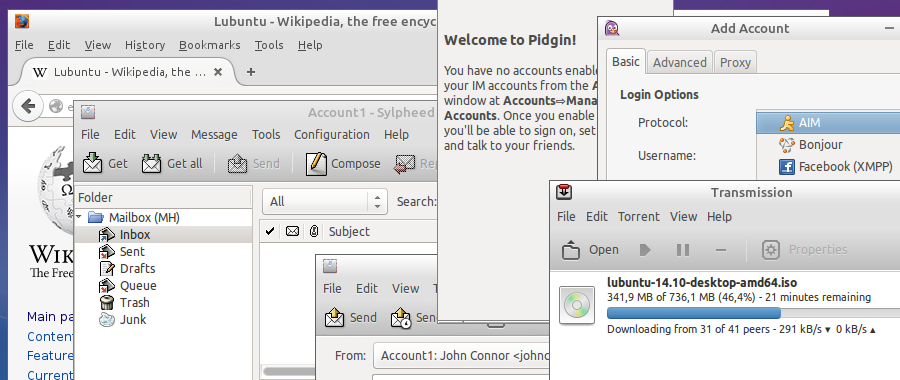 Lubuntu - Wikipedia, the free encyc
File Edit View History Bookmarks Tools Help
W Lubuntu - Wikipedia, the ...
WIK
The Free
Main pa
Content
Feature
Current
Account1 - Sylpheed
File Edit View Message Tools Configuration Help
Get Get all Send Compose Rep
Folder
Mailbox (MH)
Inbox
Sent
Drafts
Queue
Trash
Junk
All Search:
Subject
File Edit View T
Send Sen
From: Account1: John Connor <johnc
Welcome to Pidgin!
You have no accounts enable
your IM accounts from the A
window at Accounts⇨Mana
Accounts. Once you enable
you'll be able to sign on, set
and talk to your friends.
Add Account
Basic Advanced Proxy
Login Options
Protocol: AIM
Bonjour
Username:
Facebook (XMPP)
Transmission
File Edit Torrent View Help
Open Properties
lubuntu-14.10-desktop-amd64.iso
341,9 MB of 736,1 MB (46,4%) - 21 minutes remaining
Downloading from 31 of 41 peers - 291 kB/s ▾ 0 kB/s ▴